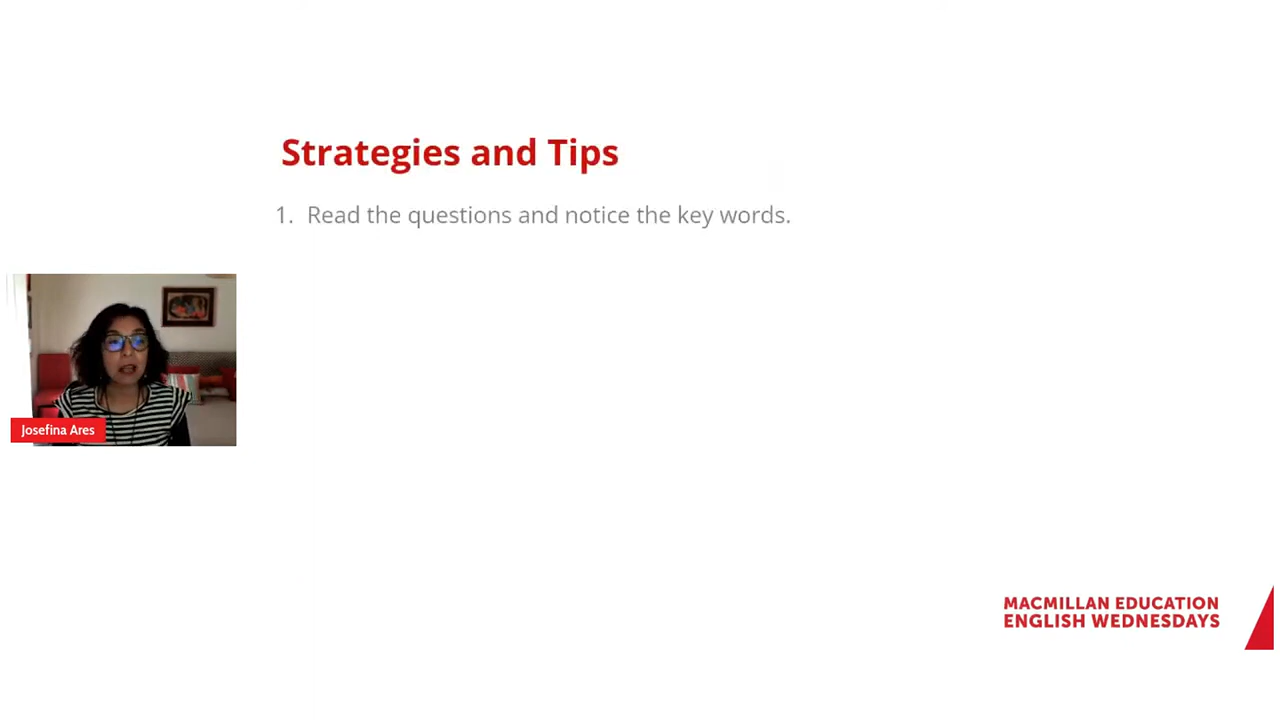 Strategies and Tips
1. Read the questions and notice the key words.
Josefina Ares
MACMILLAN EDUCATION
ENGLISH WEDNESDAYS